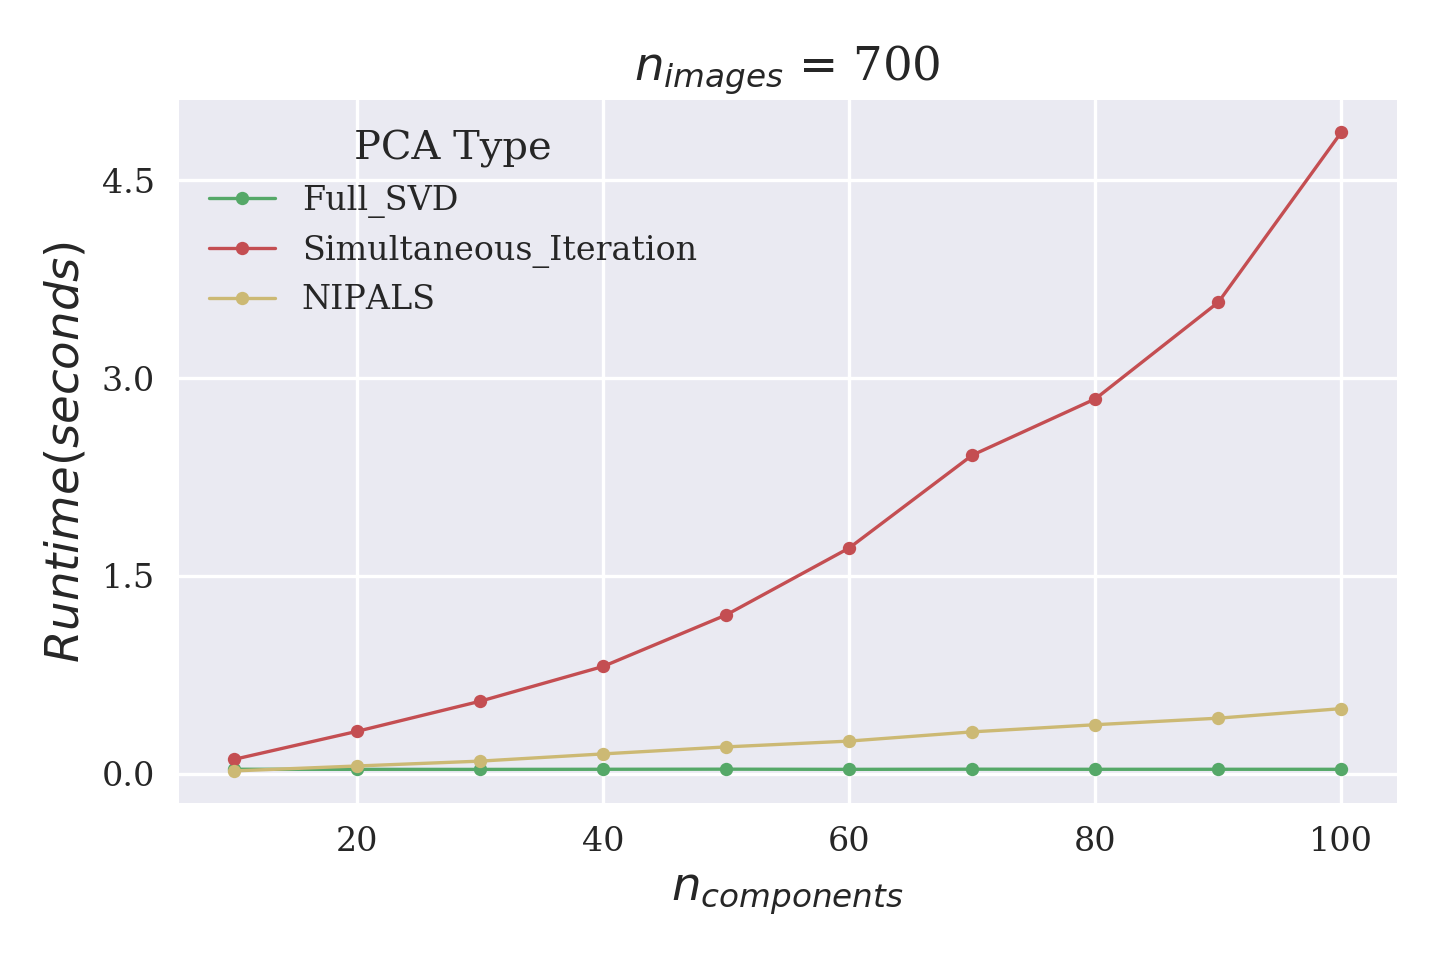 n_images = 700
PCA Type
Full_SVD
Simultaneous_Iteration
NIPALS
Runtime(seconds)
4.5
3.0
1.5
0.0
20 40 60 80 100
n_components